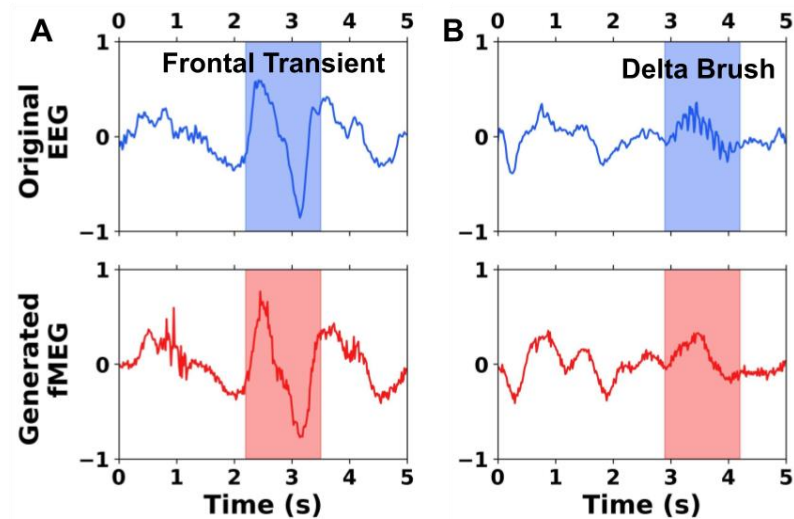 A
0 1 2 3 4 5
B
0 1 2 3 4 5
Original
EEG
1
0
-1
Frontal Transient
Delta Brush
Generated
fMEG
1
0
-1
1
0
-1
1
0
-1
0 1 2 3 4 5
0 1 2 3 4 5
Time (s)
Time (s)